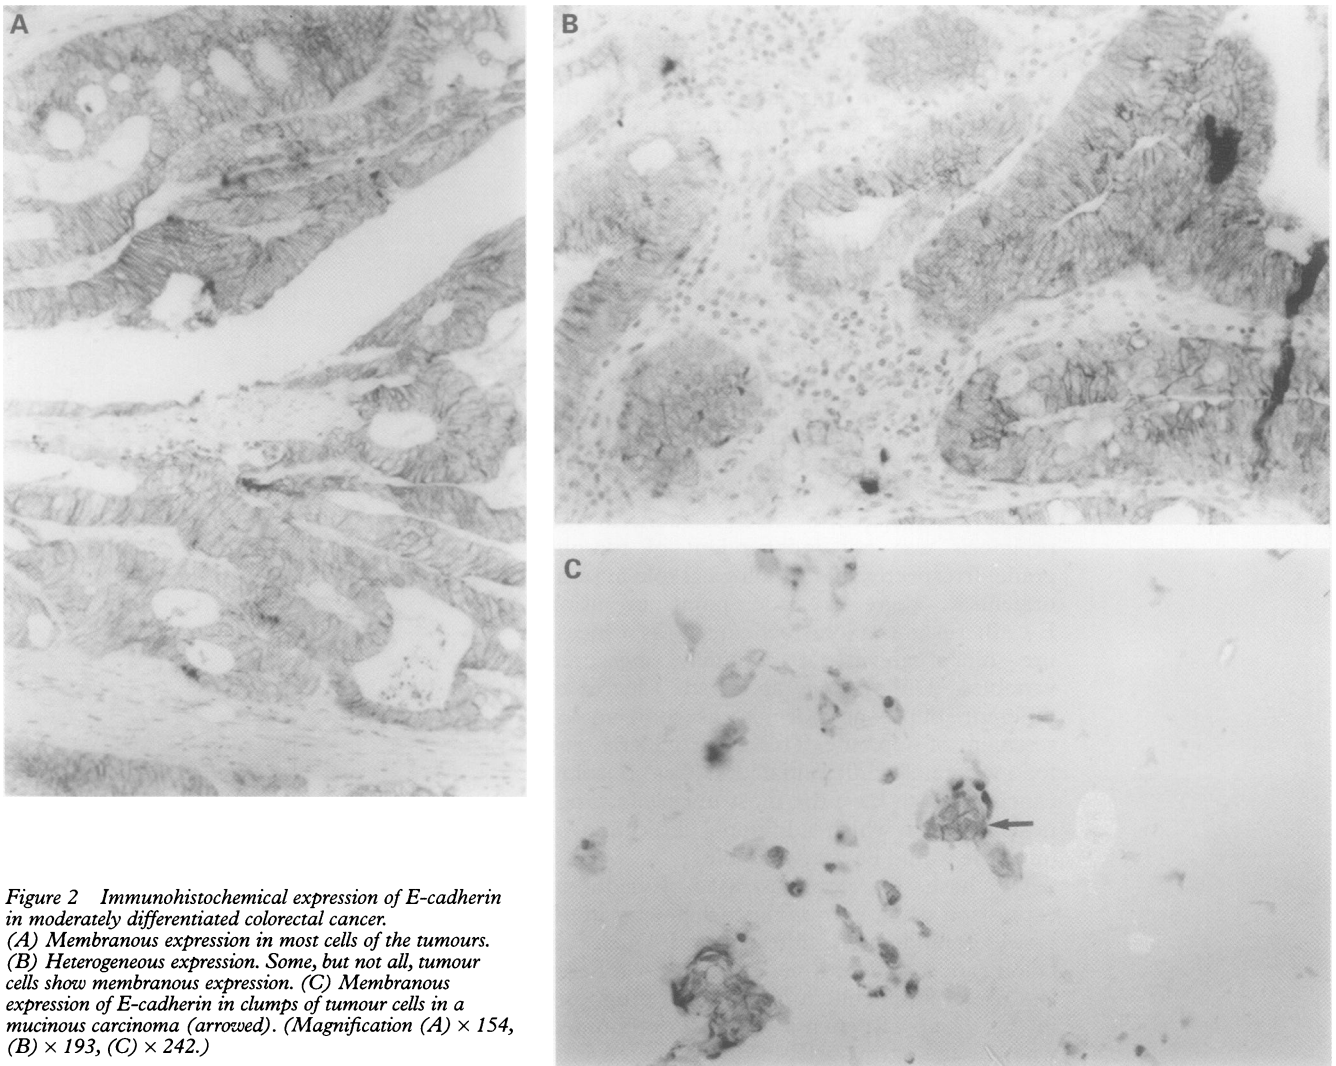 A
B
C
Figure 2 Immunohistochemical expression of E-cadherin
in moderately differentiated colorectal cancer.
(A) Membranous expression in most cells of the tumours.
(B) Heterogeneous expression. Some, but not all, tumour
cells show membranous expression. (C) Membranous
expression of E-cadherin in clumps of tumour cells in a
mucinous carcinoma (arrowed). (Magnification (A) × 154,
(B) × 193, (C) × 242.)